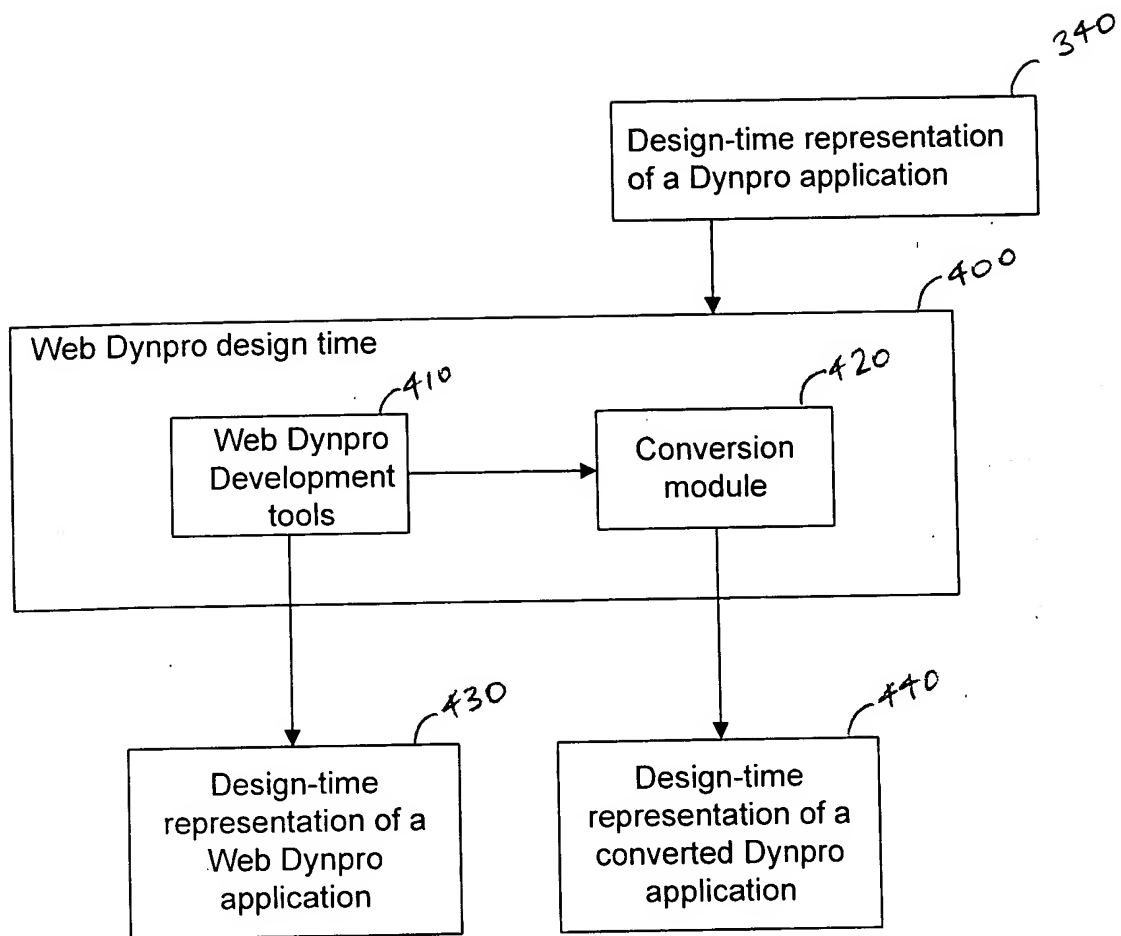 340
Design-time representation
of a Dynpro application
400
Web Dynpro design time
410
420
Web Dynpro
Development
tools
Conversion
module
430
440
Design-time
representation of a
Web Dynpro
application
Design-time
representation of a
converted Dynpro
application